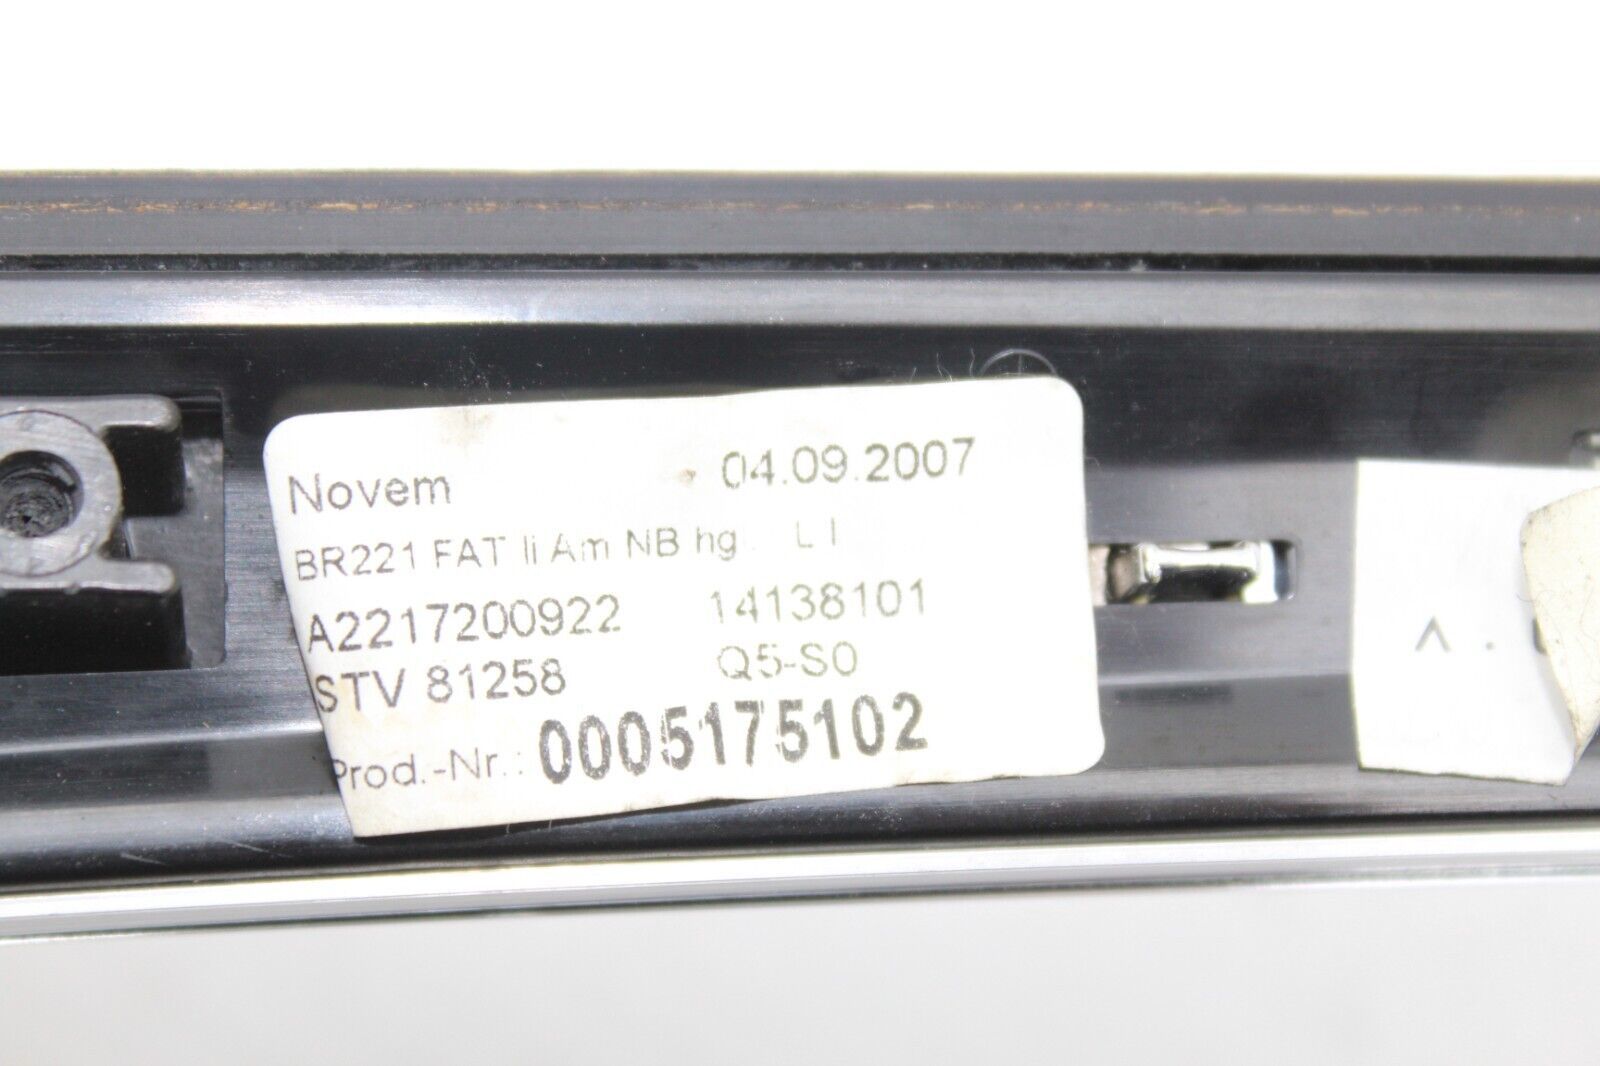 Novem 04.09.2007
BR221 FAT li Am NB hg L I
A2217200922 14138101
STV 81258 Q5-S0
Prod.-Nr.: 0005175102